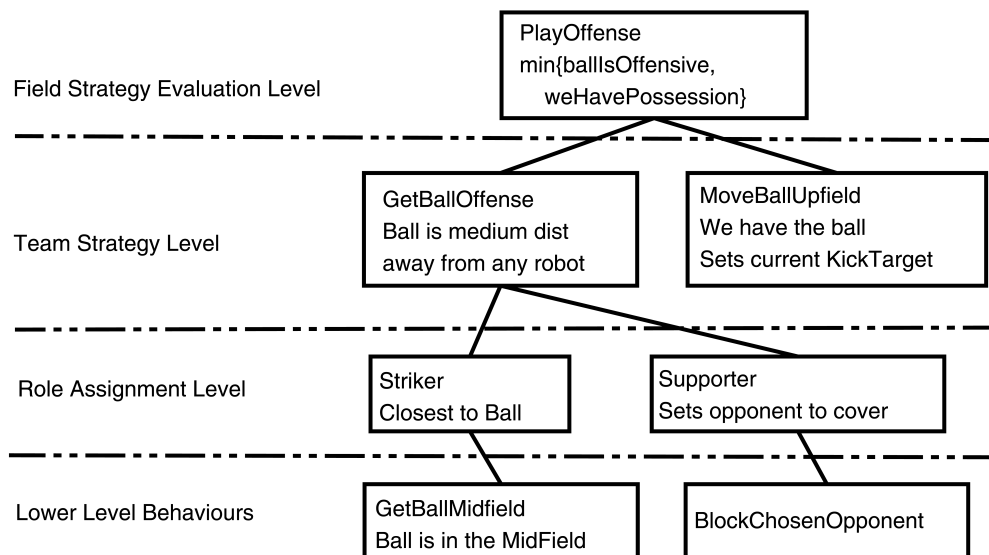 PlayOffense
min{ballIsOffensive,
weHavePossession}
Field Strategy Evaluation Level
GetBallOffense
Ball is medium dist
away from any robot
MoveBallUpfield
We have the ball
Sets current KickTarget
Team Strategy Level
Striker
Closest to Ball
Supporter
Sets opponent to cover
Role Assignment Level
GetBallMidfield
Ball is in the MidField
BlockChosenOpponent
Lower Level Behaviours